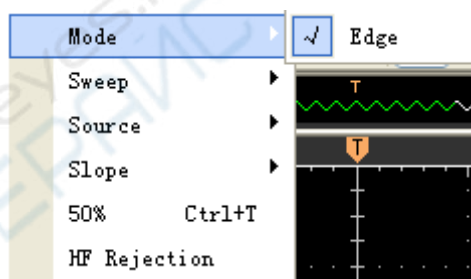 Mode
Edge
Sweep
T
Source
T
Slope
50% Ctrl+T
HF Rejection